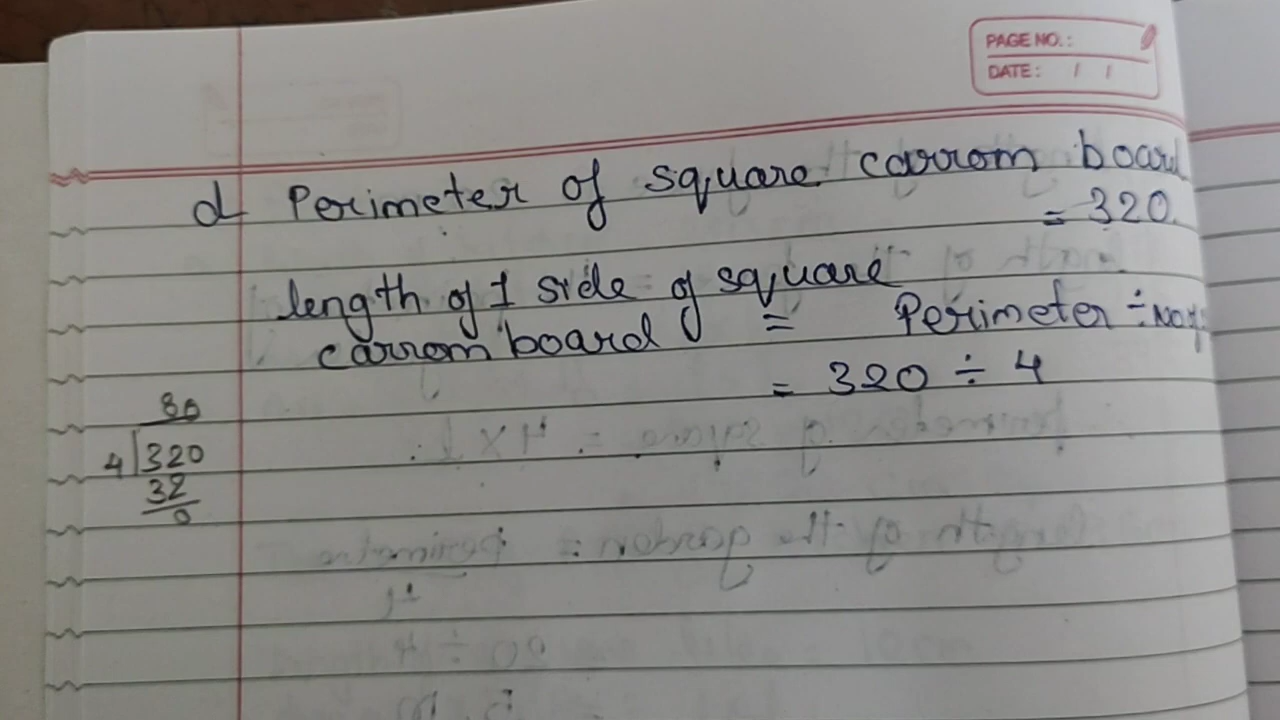 PAGE NO.:
DATE: / /
d Perimeter of square carrom board
= 320.
length of 1 side of square
carrom board = Perimeter ÷
= 320 ÷ 4
80
4 320
32
0